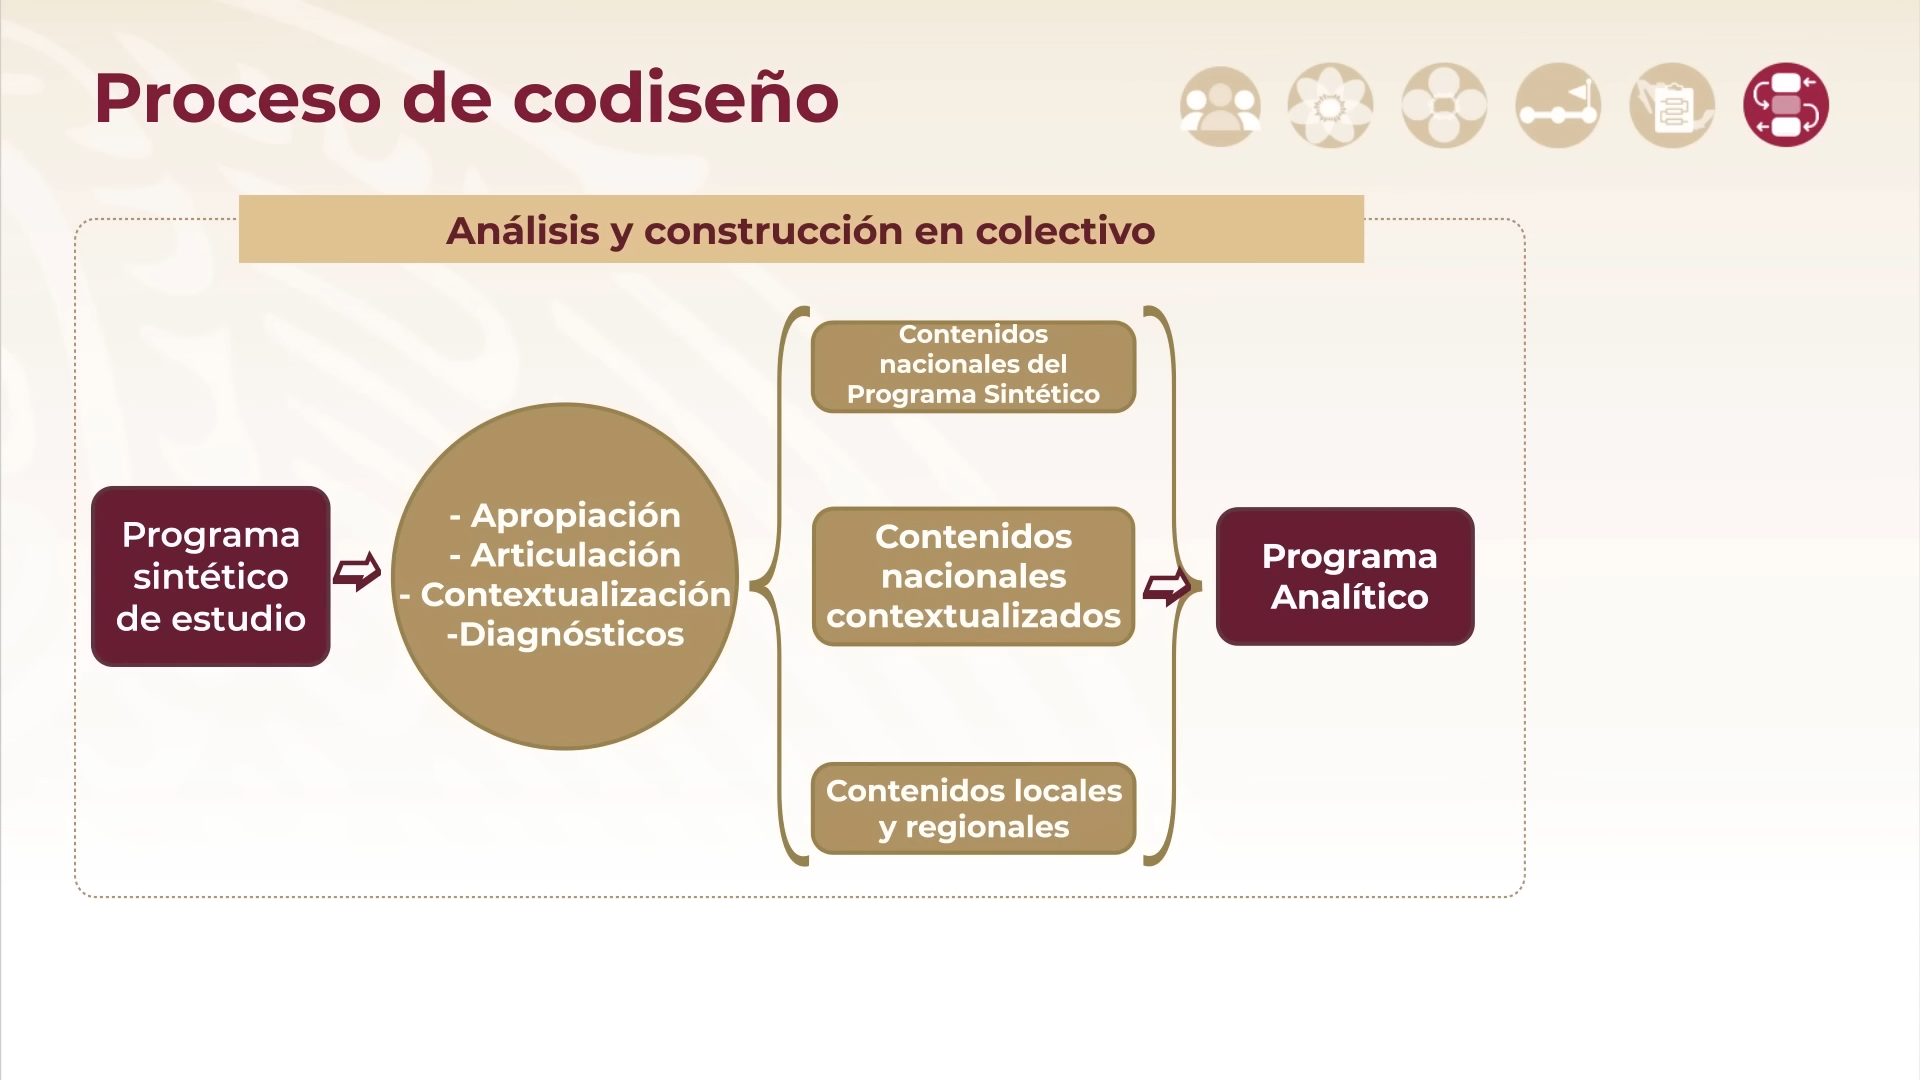 Proceso de codiseño
Análisis y construcción en colectivo
Programa
sintético
de estudio
- Apropiación
- Articulación
- Contextualización
-Diagnósticos
Contenidos
nacionales del
Programa Sintético
Contenidos
nacionales
contextualizados
Contenidos locales
y regionales
Programa
Analítico